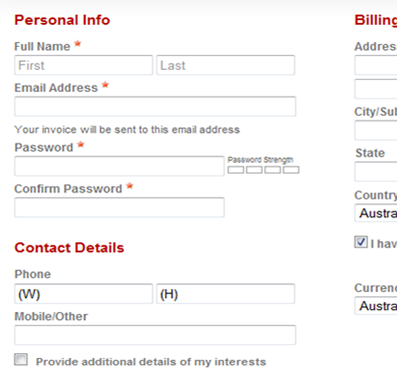 Personal Info
Full Name *
First Last
Email Address *
Your invoice will be sent to this email address
Password *
Password Strength
Confirm Password *
Contact Details
Phone
(W) (H)
Mobile/Other
Provide additional details of my interests
Billing
Addres
City/Su
State
Country
Austra
I hav
Curren
Austra